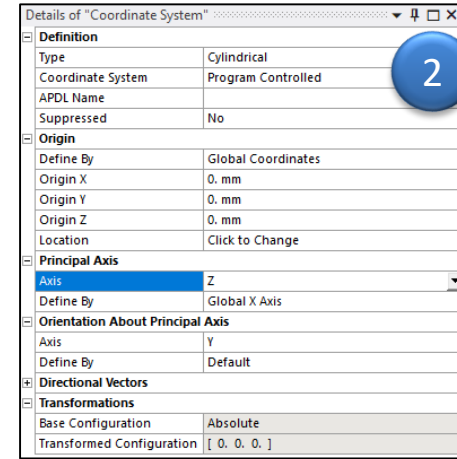 Details of "Coordinate System"
Definition
Type Cylindrical
Coordinate System Program Controlled
APDL Name
Suppressed No
Origin
Define By Global Coordinates
Origin X 0. mm
Origin Y 0. mm
Origin Z 0. mm
Location Click to Change
Principal Axis
Axis Z
Define By Global X Axis
Orientation About Principal Axis
Axis Y
Define By Default
Directional Vectors
Transformations
Base Configuration Absolute
Transformed Configuration [ 0. 0. 0. ]
2